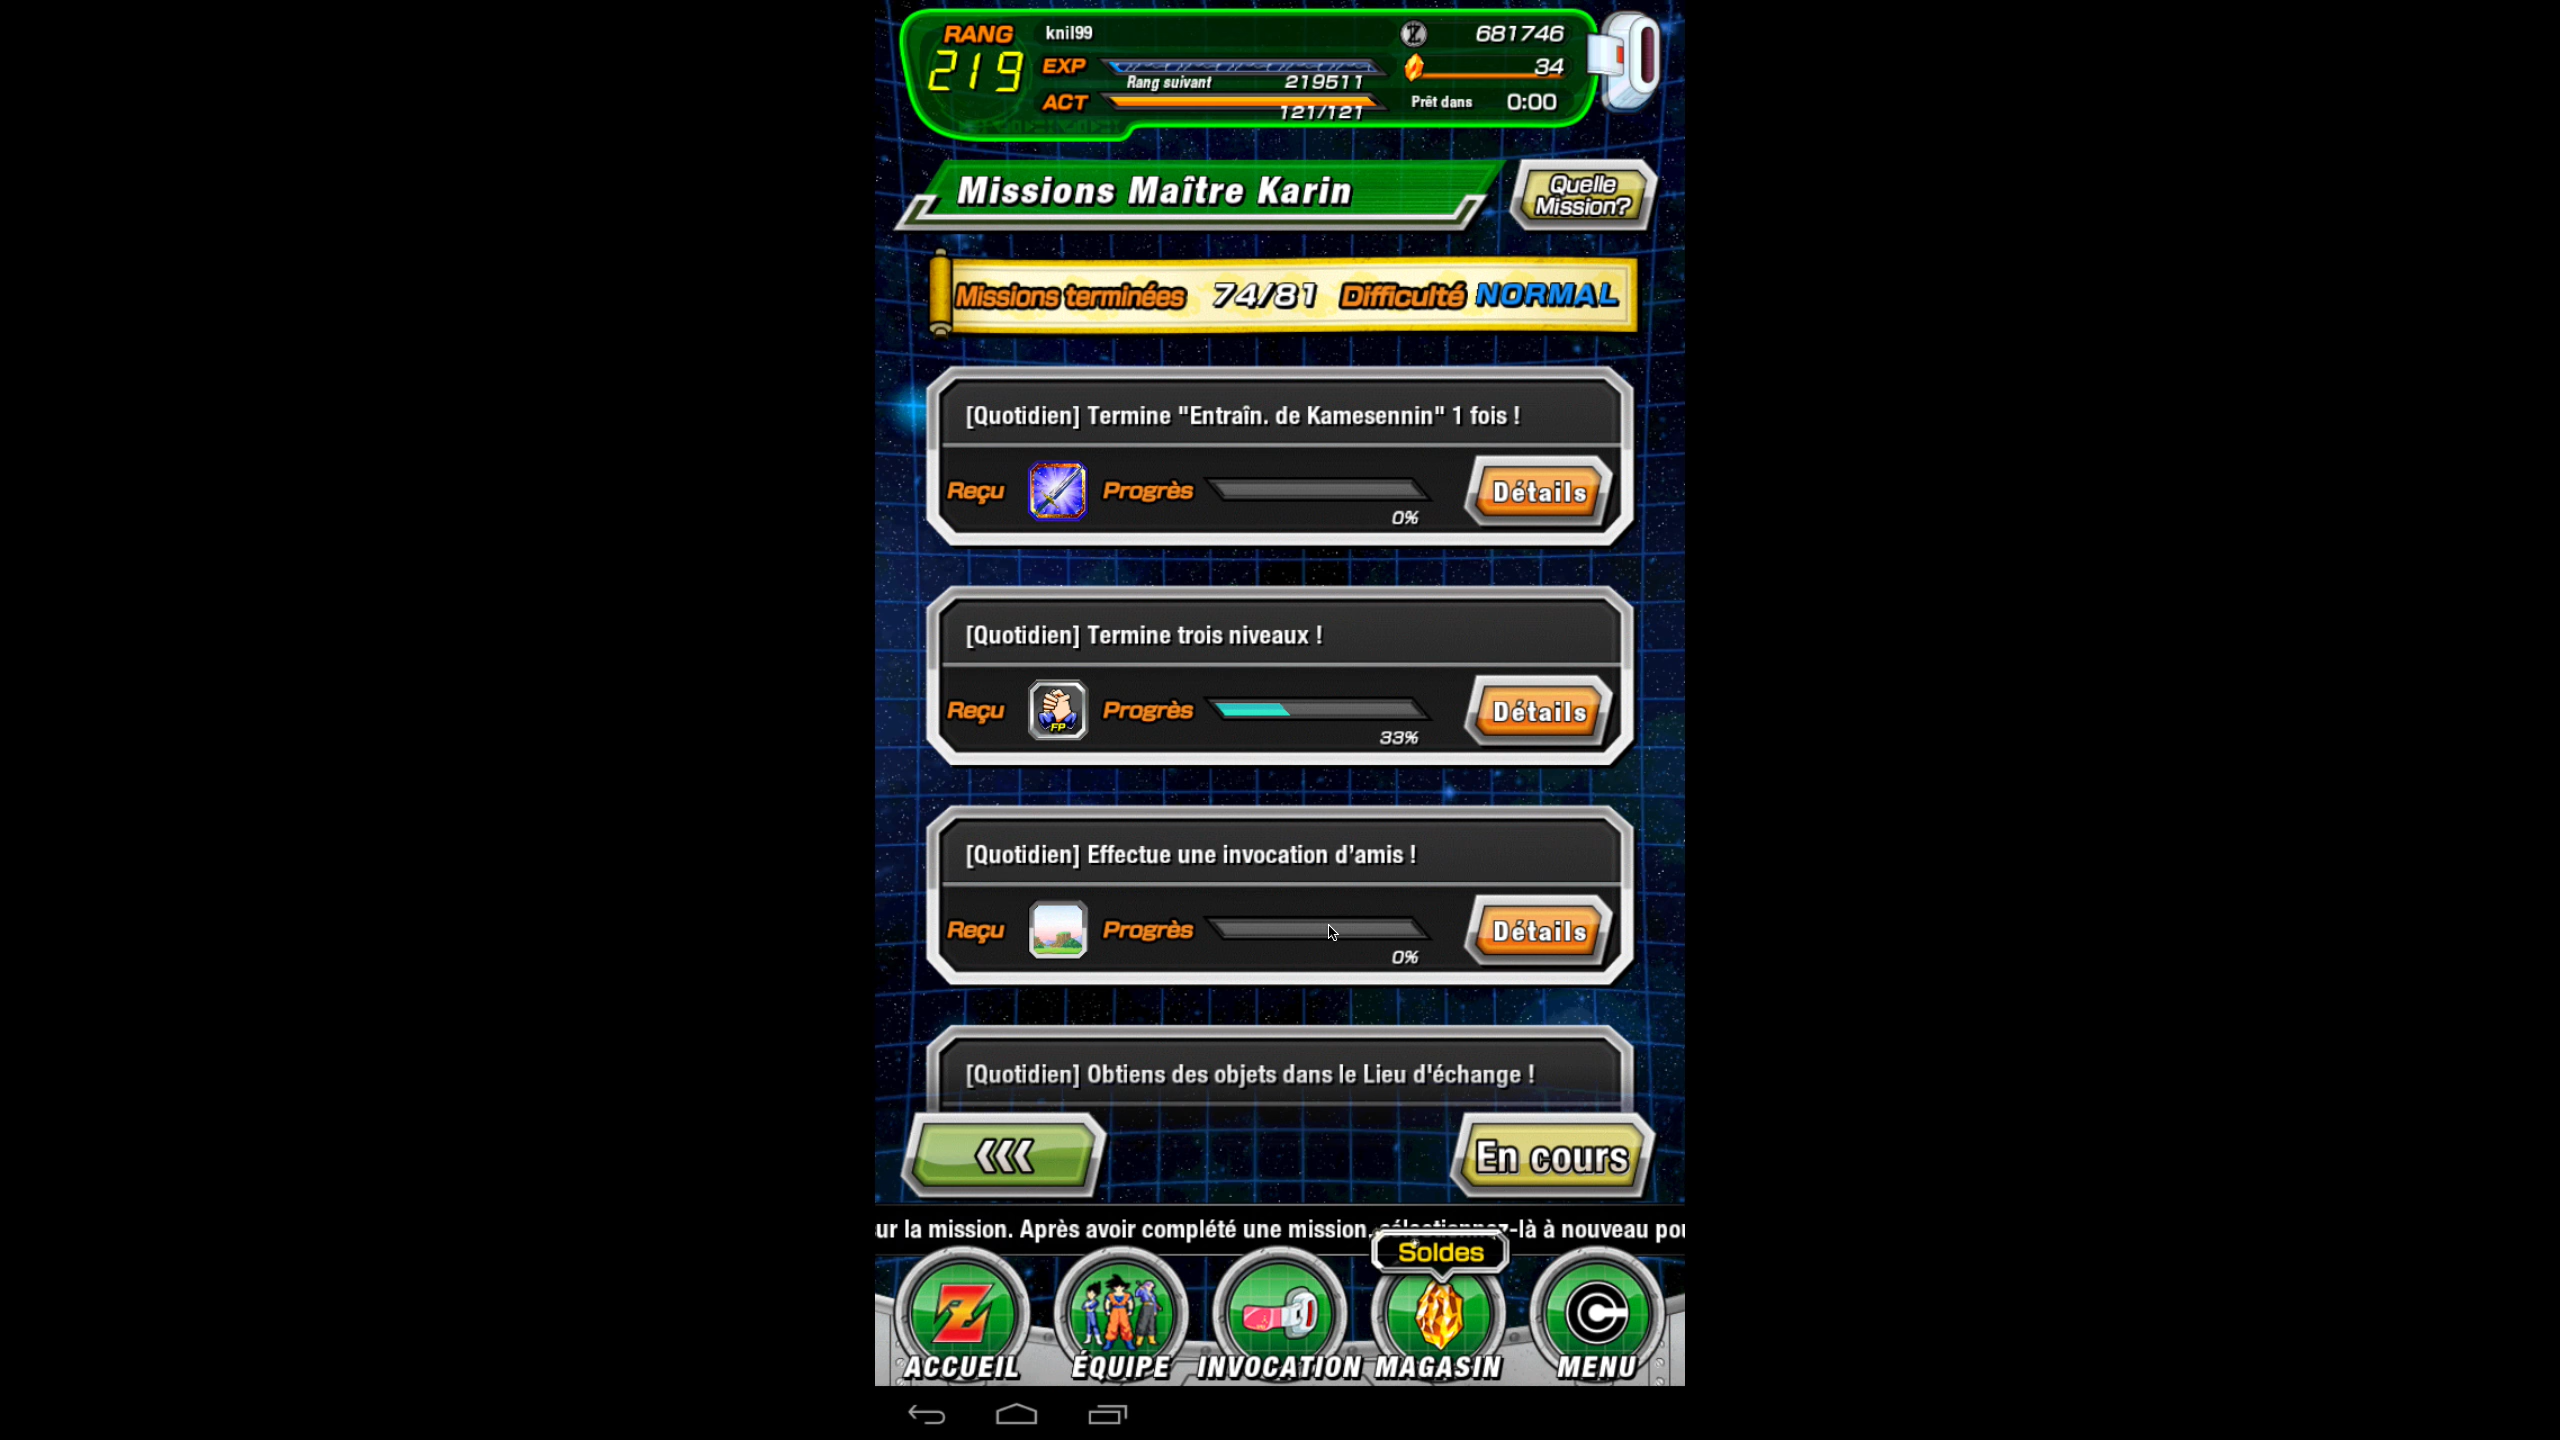 RANG
219
knil99
681746
EXP
34
Rang suivant 219511
ACT
121/121
Prêt dans 0:00
Missions Maître Karin
Quelle
Mission?
Missions terminées 74/81 Difficulté NORMAL
[Quotidien] Termine "Entraîn. de Kamesennin" 1 fois !
Reçu Progrès Détails
0%
[Quotidien] Termine trois niveaux !
Reçu FP Progrès Détails
33%
[Quotidien] Effectue une invocation d'amis !
Reçu Progrès Détails
0%
[Quotidien] Obtiens des objets dans le Lieu d'échange !
En cours
ur la mission. Après avoir complété une mission, -là à nouveau pou
Soldes
ACCUEIL ÉQUIPE INVOCATION MAGASIN MENU